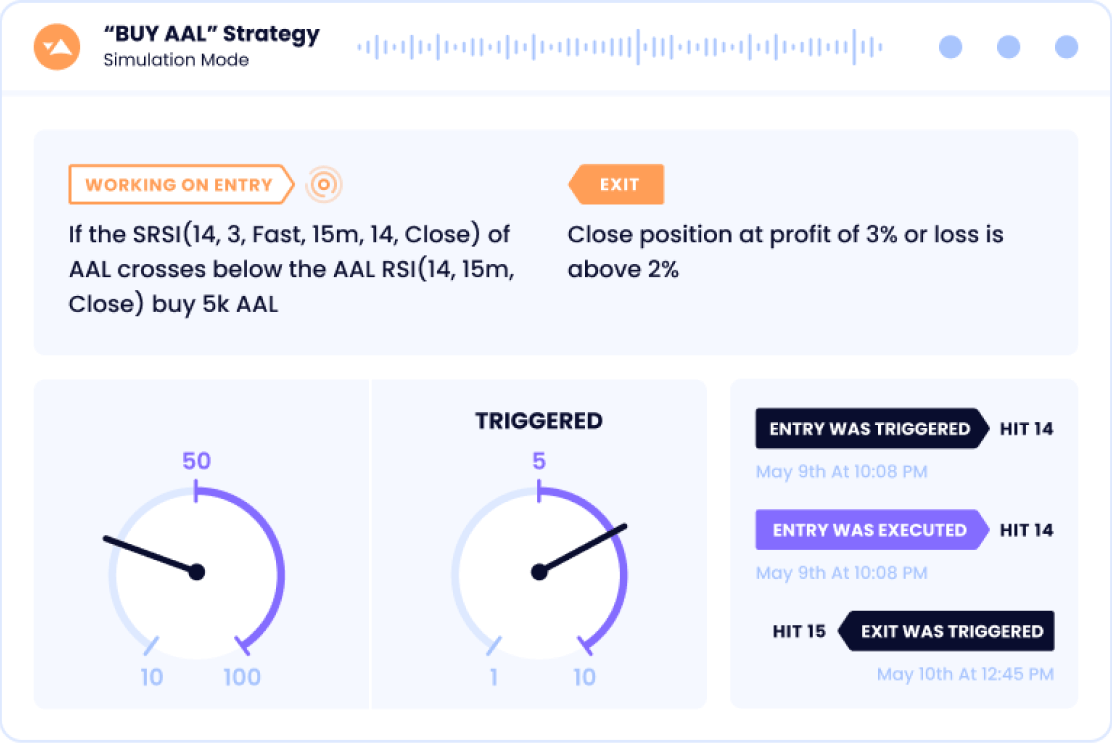 “BUY AAL” Strategy
Simulation Mode
WORKING ON ENTRY
If the SRSI(14, 3, Fast, 15m, 14, Close) of
AAL crosses below the AAL RSI(14, 15m,
Close) buy 5k AAL
EXIT
Close position at profit of 3% or loss is
above 2%
50
10
100
TRIGGERED
5
1
10
ENTRY WAS TRIGGERED HIT 14
May 9th At 10:08 PM
ENTRY WAS EXECUTED HIT 14
May 9th At 10:08 PM
HIT 15 EXIT WAS TRIGGERED
May 10th At 12:45 PM